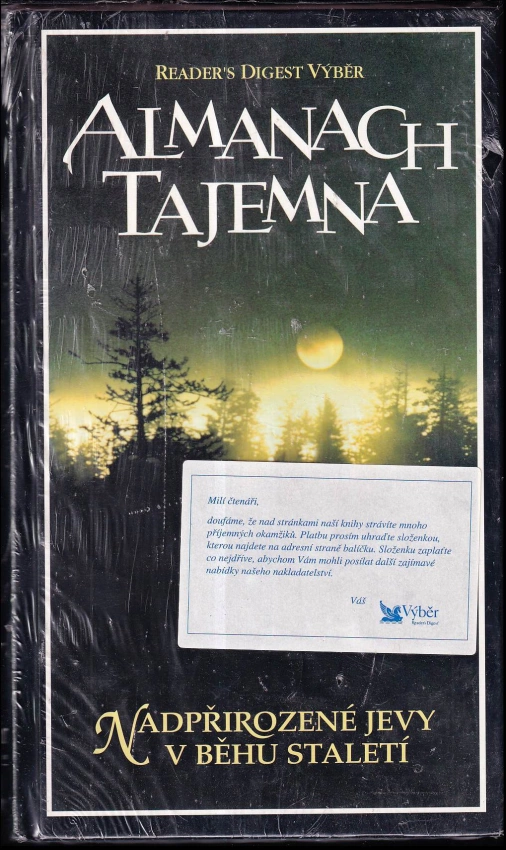 READER'S DIGEST VÝBĚR
ALMANACH
TAJEMNA
Milí čtenáři,
doufáme, že nad stránkami naší knihy strávíte mnoho
příjemných okamžiků. Platbu prosím uhraďte složenkou,
kterou najdete na adresní straně balíčku. Složenku zaplaťte
co nejdříve, abychom Vám mohli posílat další zajímavé
nabídky našeho nakladatelství.
Váš
Výběr
Reader's Digest
NADPŘIROZENÉ JEVY
V BĚHU STALETÍ